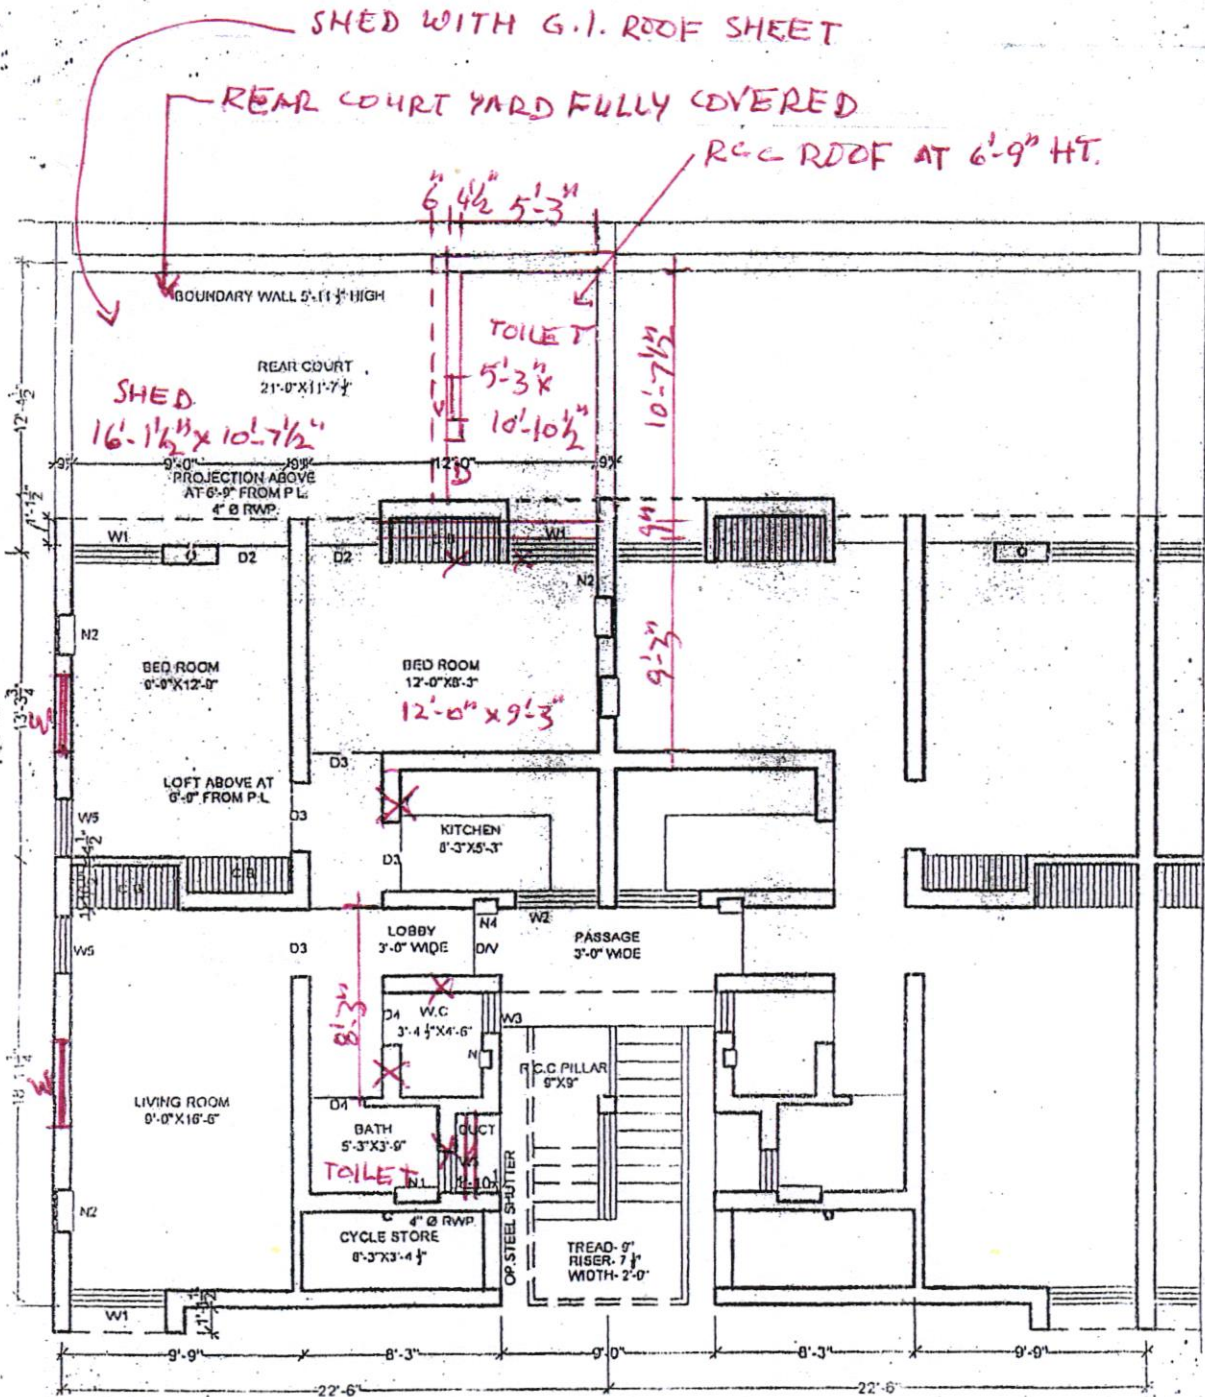 SHED WITH G.I. ROOF SHEET
REAR COURT YARD FULLY COVERED
RCC ROOF AT 6'-9" HT.
6" 4½" 5'-3"
BOUNDARY WALL 5'-11½" HIGH
REAR COURT
21'-0"X11'-7½"
TOILET
5'-3" X
10'-10½"
SHED
16'-1½" X 10'-7½"
10'-7½"
12'-4½"
9" 9'-0" 12'-0" 9"
D
PROJECTION ABOVE
AT 6'-9" FROM P L
4" Ø RWP
1'-1½"
9"
W1 D2 D2 C B W1
N2
N2
BED ROOM
BED ROOM
12'-0"X8'-3"
12'-0" X 9'-3"
9'-3"
W
13'-3¾"
D3
LOFT ABOVE AT
FROM P.L
W5
D3
4½"
KITCHEN
8'-3"X5'-3"
D3
C B C B
W2
LOBBY
3'-0" WIDE
N4
D/V
PASSAGE
3'-0" WIDE
W5
D3
8'-3"
D4
W.C
3'-4½"X4'-6"
W3
N
R.C.C PILLAR
9"X9"
W
18'-11¼"
LIVING ROOM
9'-0"X16'-6"
D4
BATH
5'-3"X3'-9"
DUCT
TOILET
N1
OP.STEEL SHUTTER
N2
4" Ø RWP
CYCLE STORE
8'-3"X3'-4½"
TREAD- 9"
RISER- 7½"
WIDTH- 2'-0"
W1
9'-9" 8'-3" 9'-0" 8'-3" 9'-9"
22'-6" 22'-6"